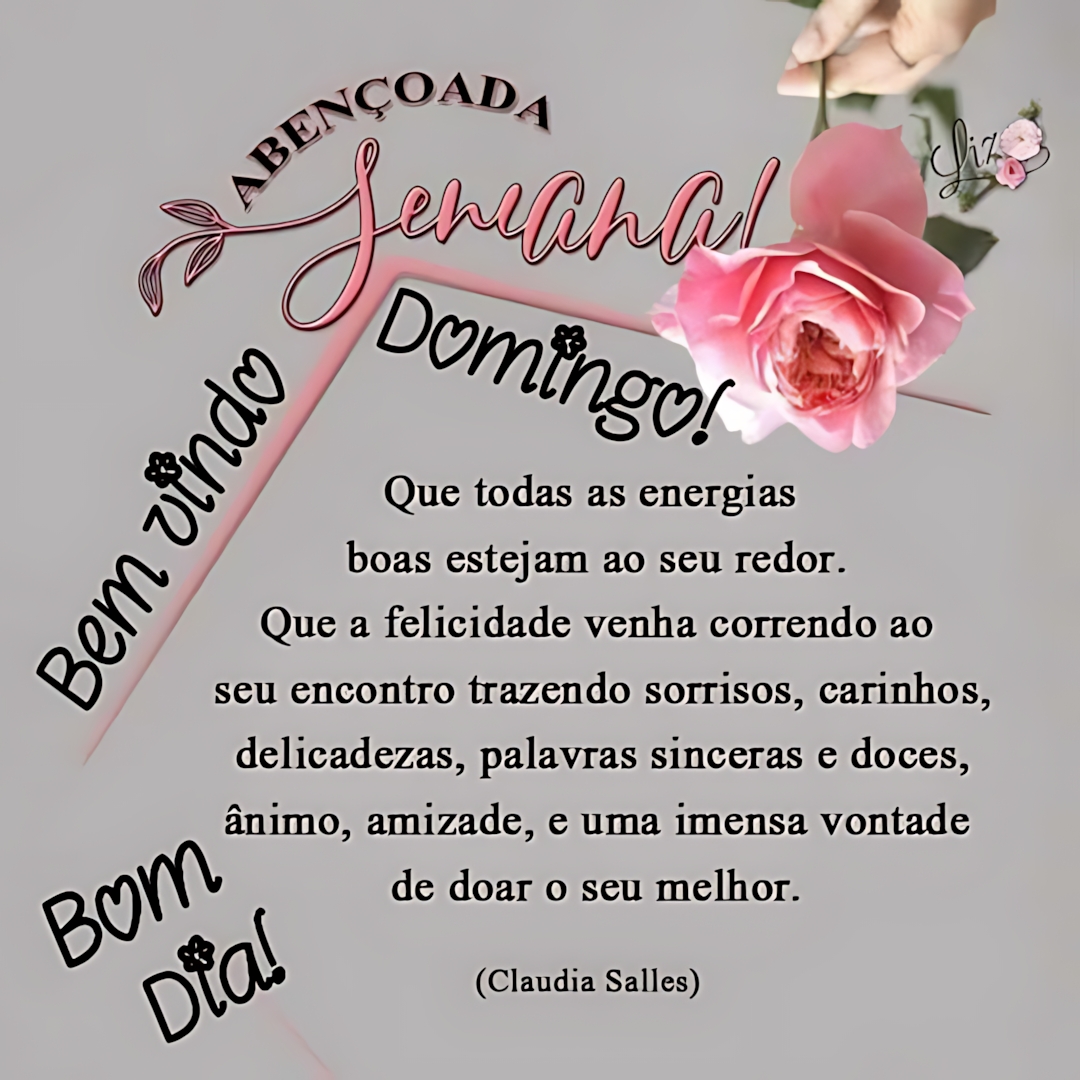 ABENÇOADA
Semana!
Liz
Bem vindo
Domingo!
Que todas as energias
boas estejam ao seu redor.
Que a felicidade venha correndo ao
seu encontro trazendo sorrisos, carinhos,
delicadezas, palavras sinceras e doces,
ânimo, amizade, e uma imensa vontade
de doar o seu melhor.
Bom
Dia!
(Claudia Salles)